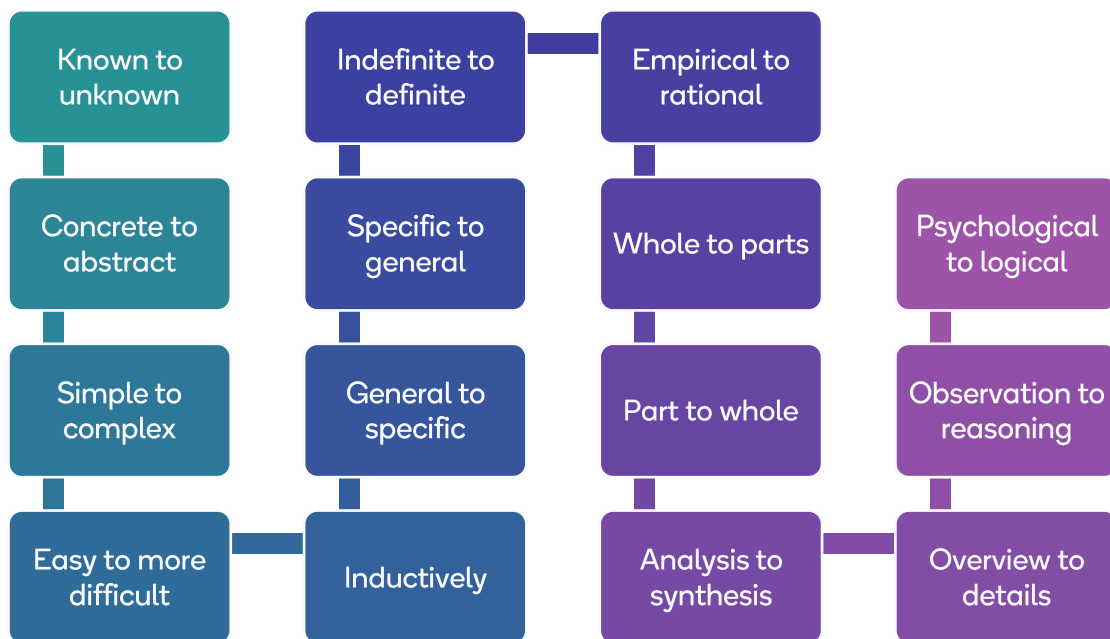 Known to
unknown
Concrete to
abstract
Simple to
complex
Easy to more
difficult
Inductively
General to
specific
Specific to
general
Indefinite to
definite
Empirical to
rational
Whole to parts
Part to whole
Analysis to
synthesis
Overview to
details
Observation to
reasoning
Psychological
to logical